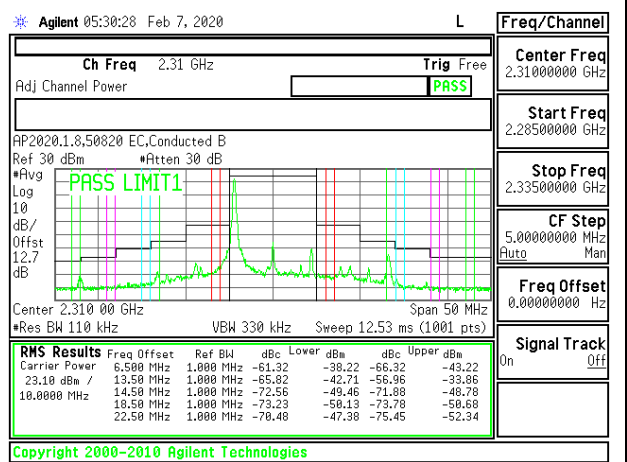 Agilent 05:30:28 Feb 7, 2020 L
Freq/Channel
Ch Freq 2.31 GHz Trig Free
Adj Channel Power
PASS
Center Freq
2.31000000 GHz
Start Freq
2.28500000 GHz
Stop Freq
2.33500000 GHz
CF Step
5.00000000 MHz
Auto Man
Freq Offset
0.00000000 Hz
Signal Track
On Off
AP2020.1.8,50820 EC,Conducted B
Ref 30 dBm #Atten 30 dB
#Avg
Log
10
dB/
Offst
12.7
dB
PASS LIMIT1
Center 2.310 00 GHz Span 50 MHz
#Res BW 110 kHz VBW 330 kHz Sweep 12.53 ms (1001 pts)
RMS Results Freq Offset Ref BW dBc Lower dBm dBc Upper dBm
Carrier Power 6.500 MHz 1.000 MHz -61.32 -38.22 -66.32 -43.22
23.10 dBm / 13.50 MHz 1.000 MHz -65.82 -42.71 -56.96 -33.86
10.0000 MHz 14.50 MHz 1.000 MHz -72.56 -49.46 -71.88 -48.78
18.50 MHz 1.000 MHz -73.23 -50.13 -73.78 -50.68
22.50 MHz 1.000 MHz -70.48 -47.38 -75.45 -52.34
Copyright 2000-2010 Agilent Technologies